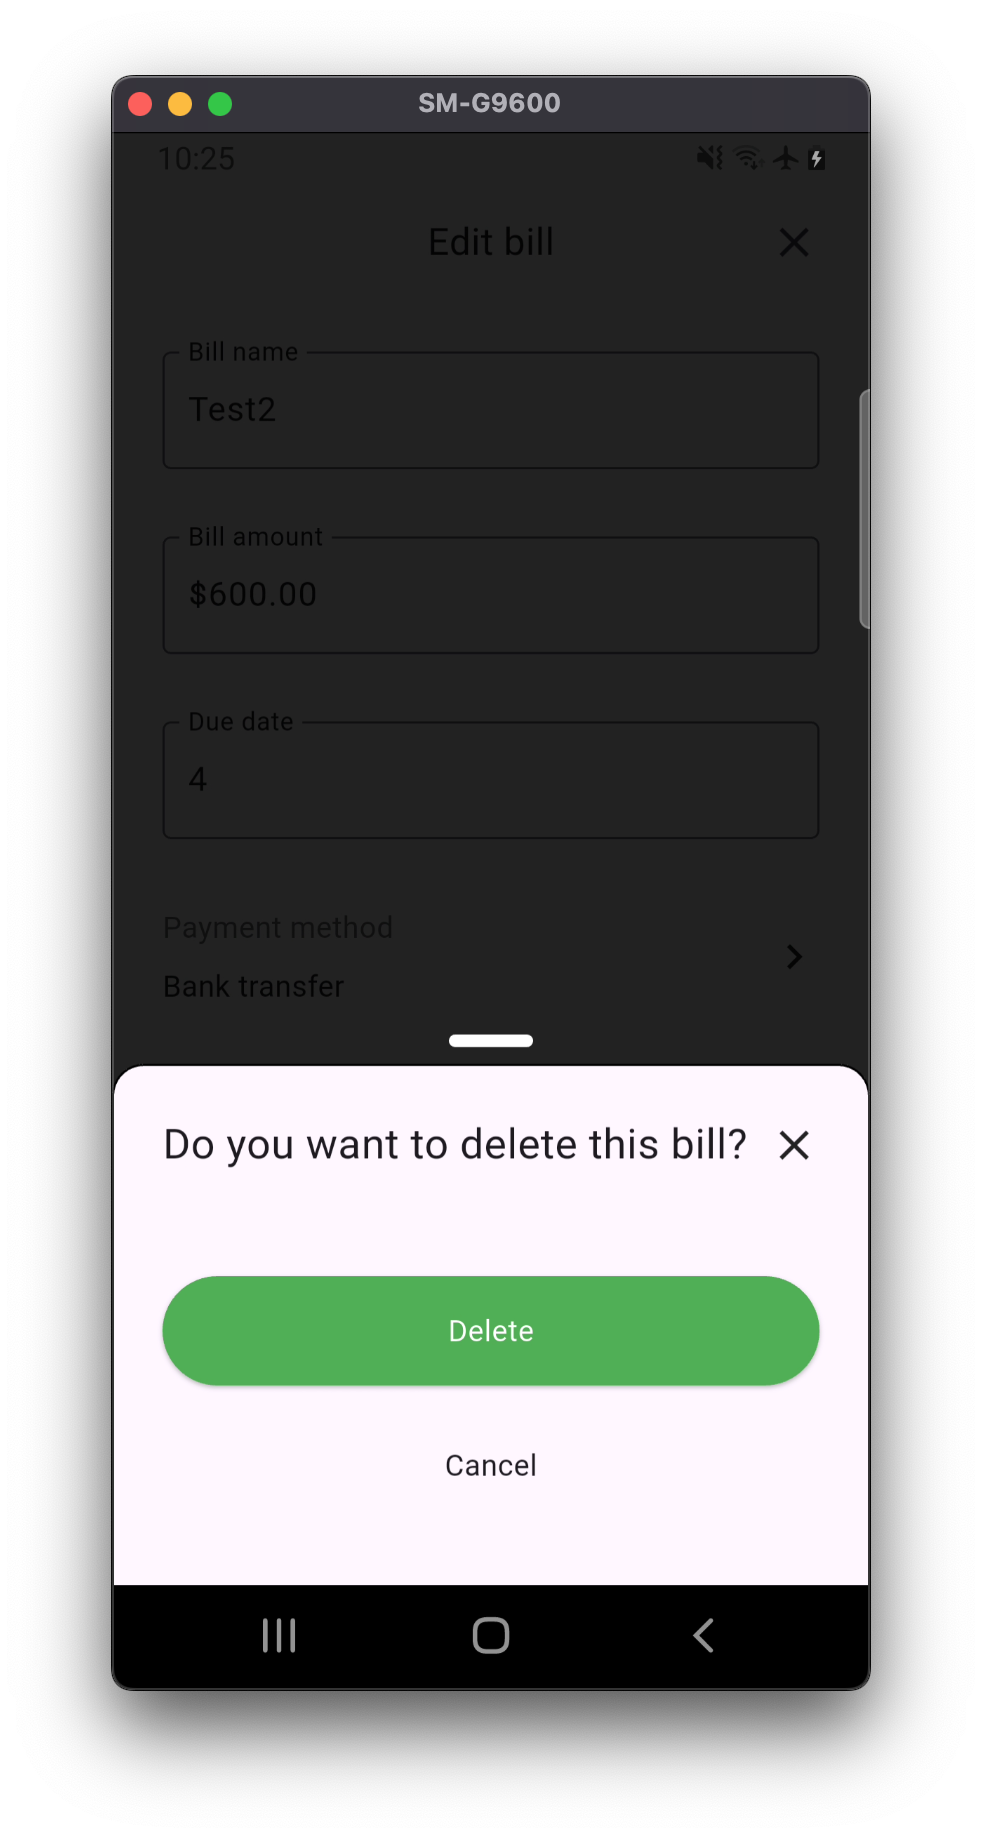 SM-G9600
10:25
Edit bill
Bill name
Test2
Bill amount
$600.00
Due date
4
Payment method
Bank transfer
Do you want to delete this bill?
Delete
Cancel